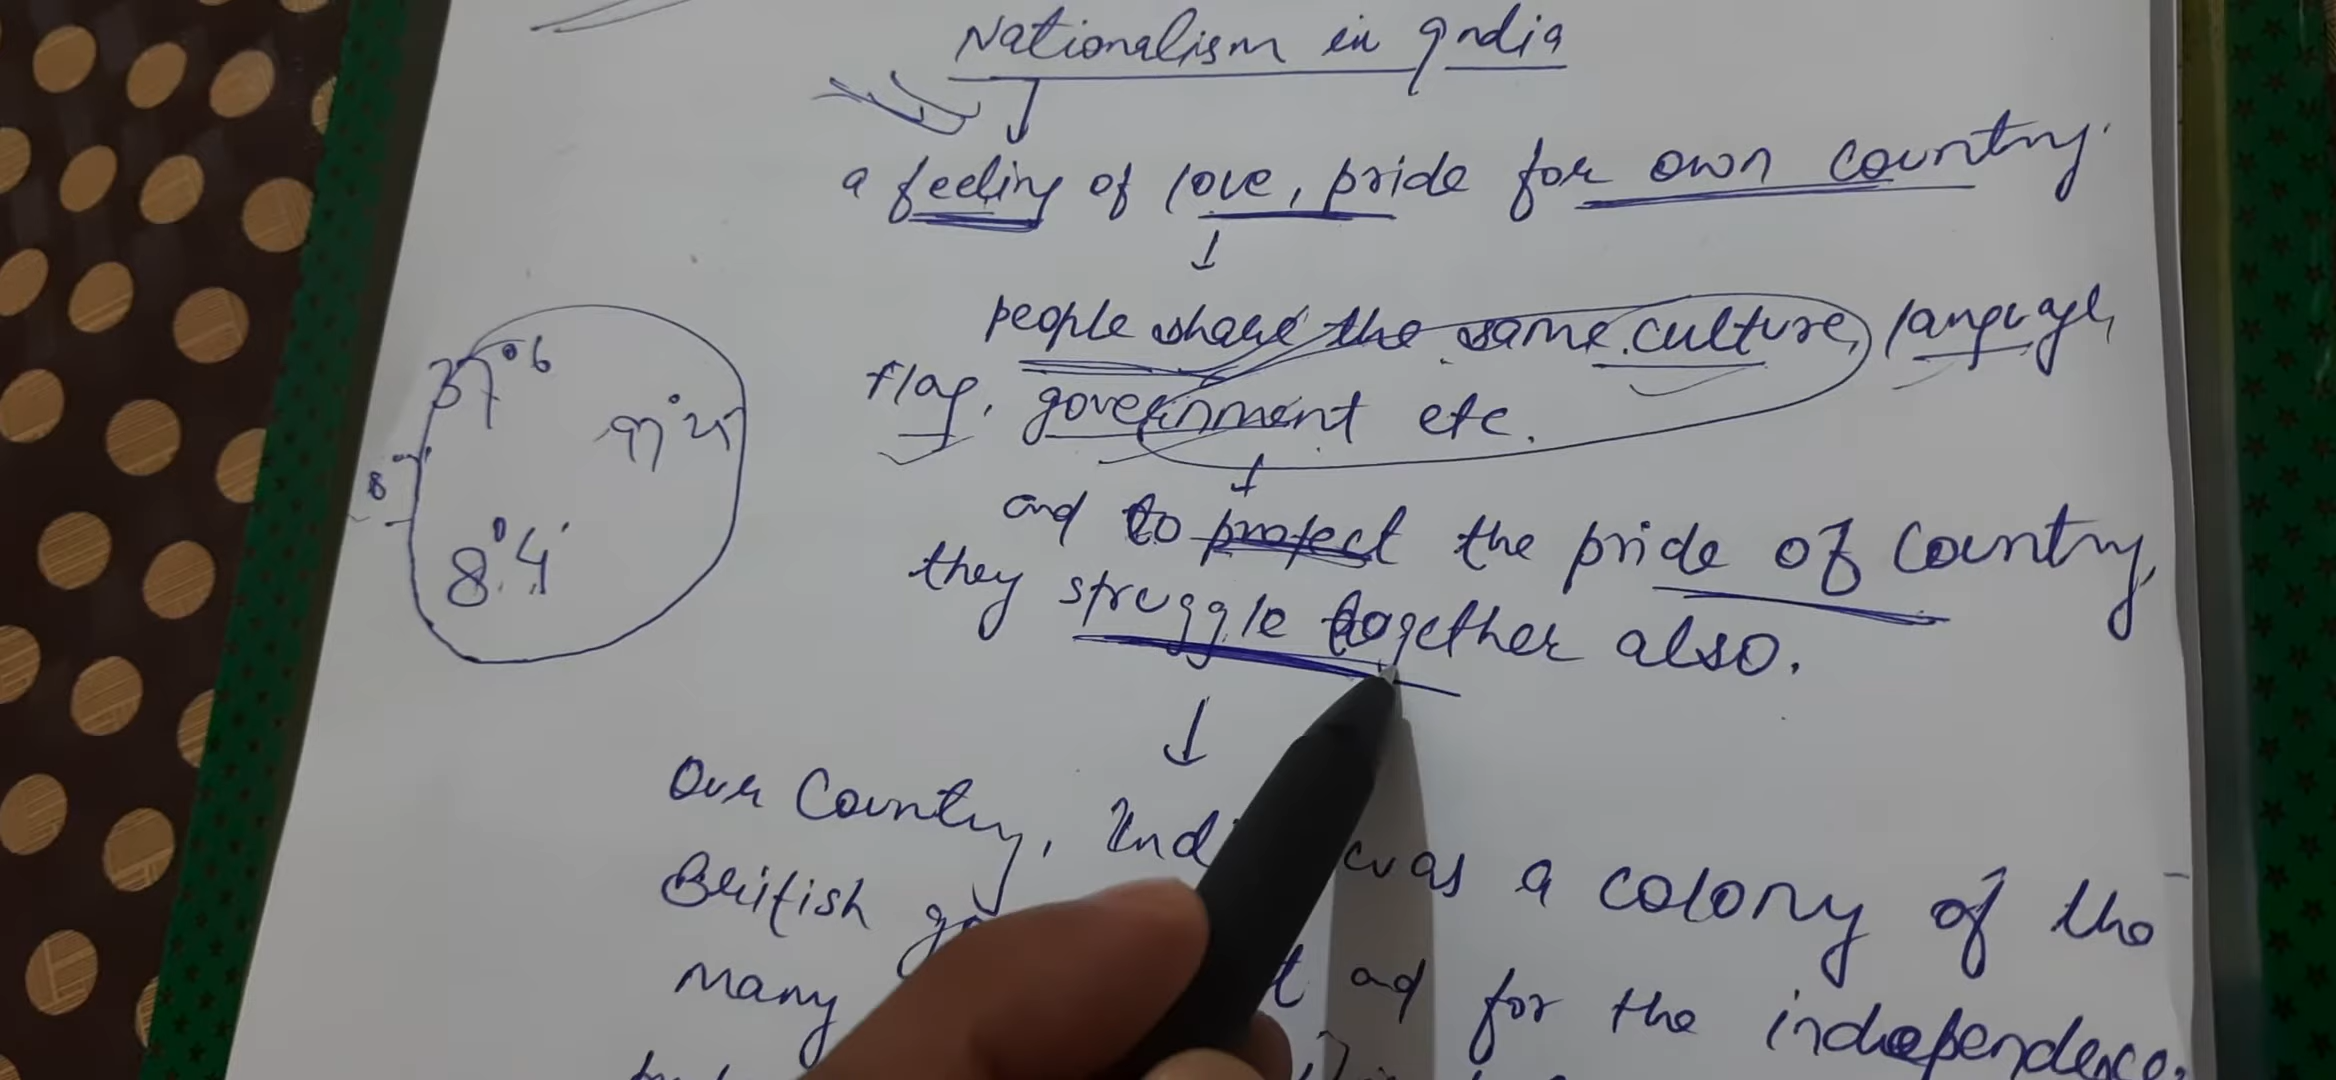 Nationalism in India
a feeling of love, pride for own country.
people share the same culture, language,
flag, government etc.
and to protect the pride of country,
they struggle together also.
Our Country, was a colony of the
British
many for the independence.
37°6
97°25'
8
8°4'